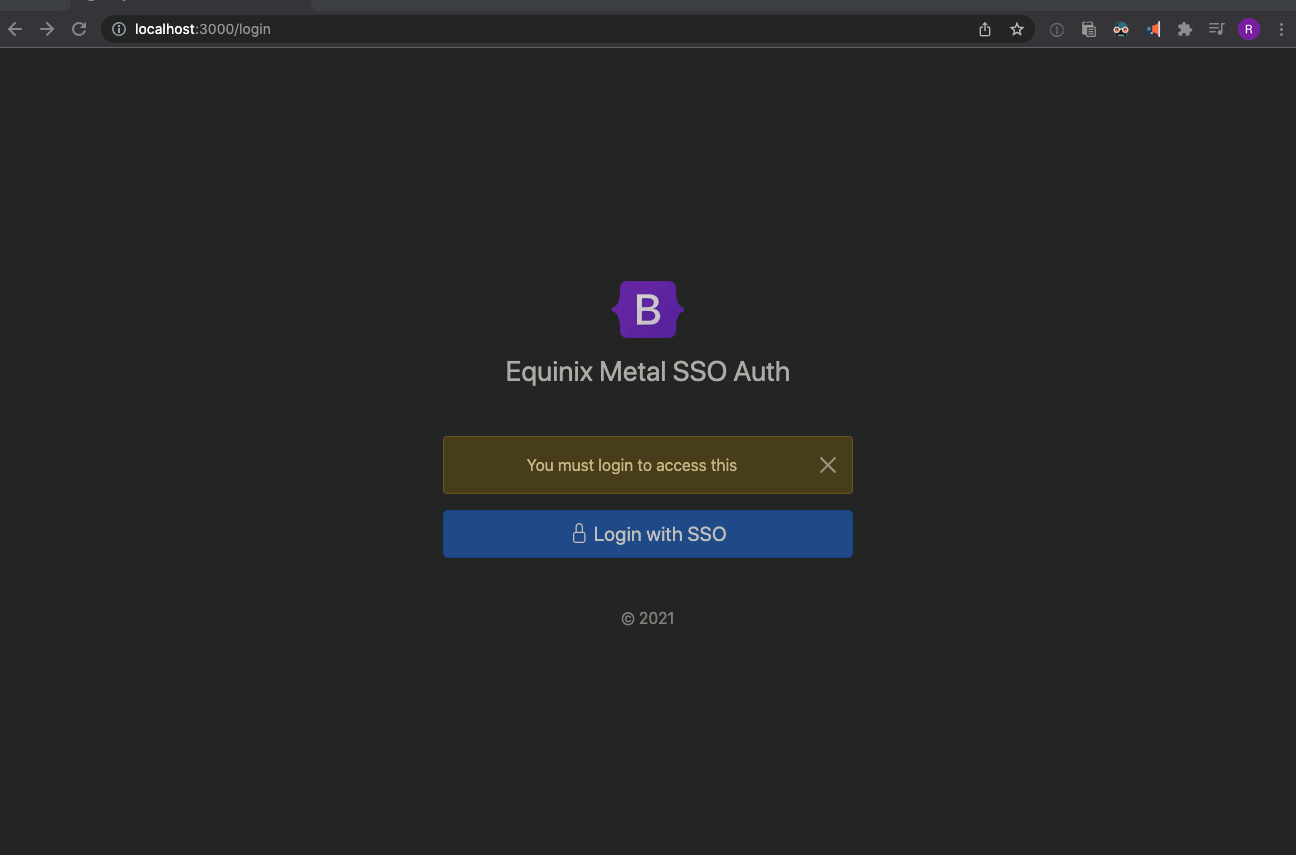 localhost:3000/login
R
B
Equinix Metal SSO Auth
You must login to access this
Login with SSO
© 2021